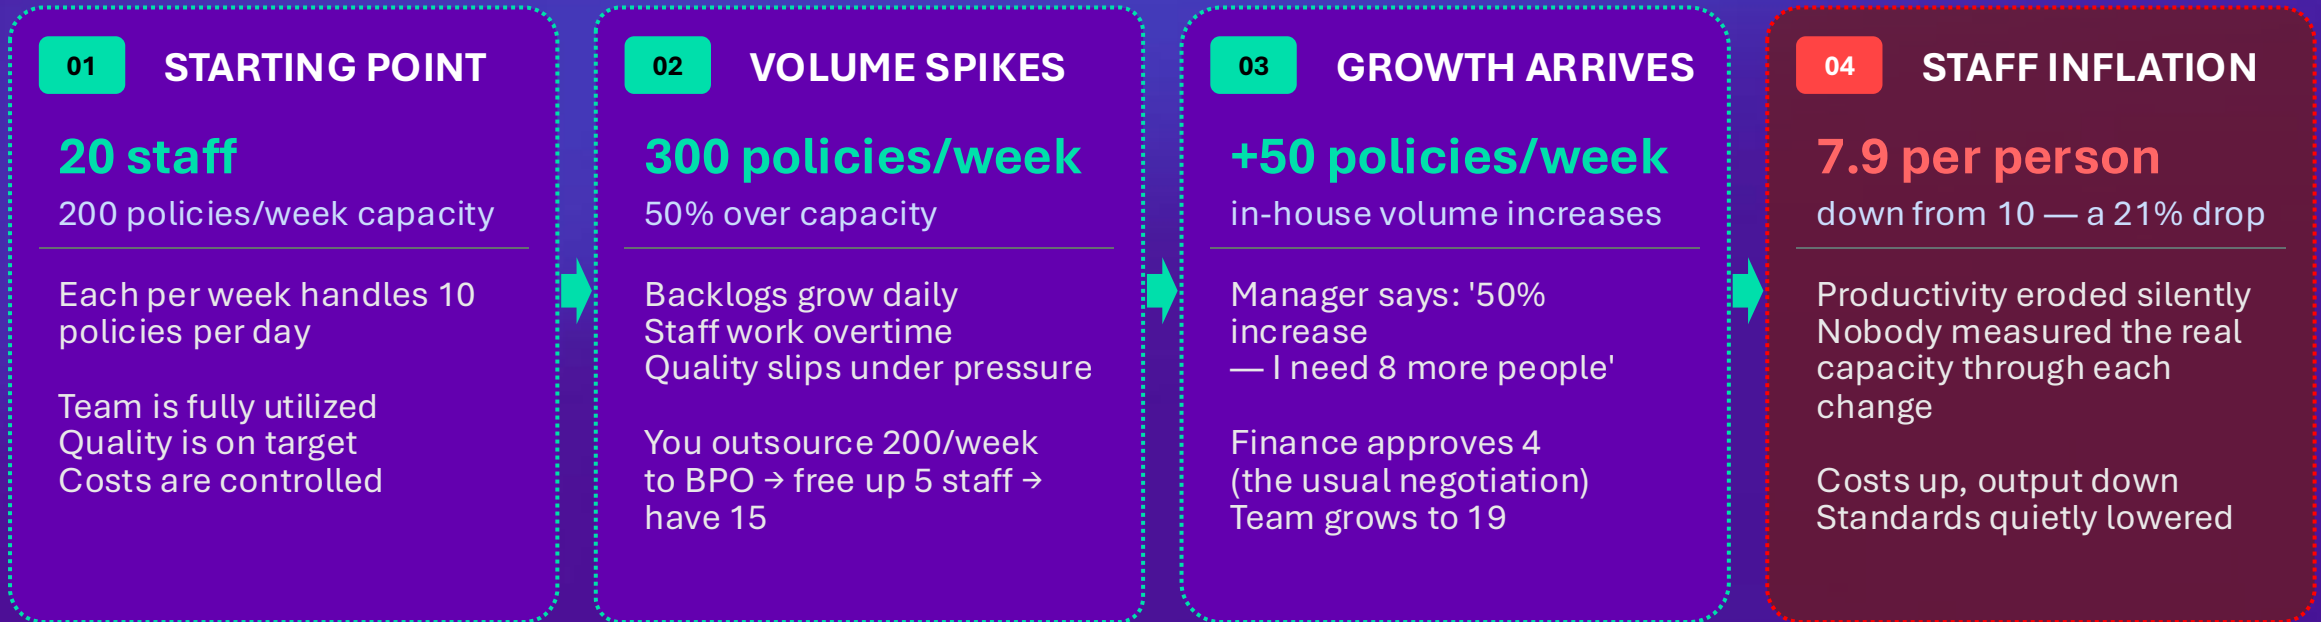 01 STARTING POINT
20 staff
200 policies/week capacity
Each per week handles 10
policies per day
Team is fully utilized
Quality is on target
Costs are controlled
02 VOLUME SPIKES
300 policies/week
50% over capacity
Backlogs grow daily
Staff work overtime
Quality slips under pressure
You outsource 200/week
to BPO → free up 5 staff →
have 15
03 GROWTH ARRIVES
+50 policies/week
in-house volume increases
Manager says: '50%
increase
— I need 8 more people'
Finance approves 4
(the usual negotiation)
Team grows to 19
04 STAFF INFLATION
7.9 per person
down from 10 — a 21% drop
Productivity eroded silently
Nobody measured the real
capacity through each
change
Costs up, output down
Standards quietly lowered